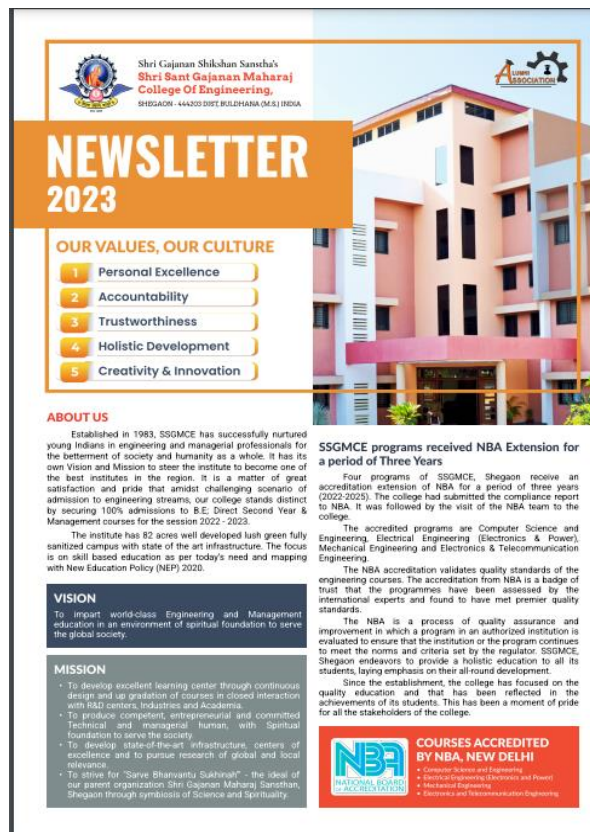 Shri Gajanan Shikshan Sanstha's
Shri Sant Gajanan Maharaj
College Of Engineering,
SHEGAON - 444203 DIST, BULDHANA (M.S.) INDIA
ALUMNI
ASSOCIATION
NEWSLETTER
2023
OUR VALUES, OUR CULTURE
1 Personal Excellence
2 Accountability
3 Trustworthiness
4 Holistic Development
5 Creativity & Innovation
ABOUT US
Established in 1983, SSGMCE has successfully nurtured
young Indians in engineering and managerial professionals for
the betterment of society and humanity as a whole. It has its
own Vision and Mission to steer the institute to become one of
the best institutes in the region. It is a matter of great
satisfaction and pride that amidst challenging scenario of
admission to engineering streams, our college stands distinct
by securing 100% admissions to B.E; Direct Second Year &
Management courses for the session 2022 - 2023.
The institute has 82 acres well developed lush green fully
sanitized campus with state of the art infrastructure. The focus
is on skill based education as per today's need and mapping
with New Education Policy (NEP) 2020.
VISION
To impart world-class Engineering and Management
education in an environment of spiritual foundation to serve
the global society.
MISSION
• To develop excellent learning center through continuous
design and up gradation of courses in closed interaction
with R&D centers, Industries and Academia.
• To produce competent, entrepreneurial and committed
Technical and managerial human, with Spiritual
foundation to serve the society.
• To develop state-of-the-art infrastructure, centers of
excellence and to pursue research of global and local
relevance.
• To strive for "Sarve Bhanvantu Sukhinah" - the ideal of
our parent organization Shri Gajanan Maharaj Sansthan,
Shegaon through symbiosis of Science and Spirituality.
SSGMCE programs received NBA Extension for
a period of Three Years
Four programs of SSGMCE, Shegaon receive an
accreditation extension of NBA for a period of three years
(2022-2025). The college had submitted the compliance report
to NBA. It was followed by the visit of the NBA team to the
college.
The accredited programs are Computer Science and
Engineering, Electrical Engineering (Electronics & Power),
Mechanical Engineering and Electronics & Telecommunication
Engineering.
The NBA accreditation validates quality standards of the
engineering courses. The accreditation from NBA is a badge of
trust that the programmes have been assessed by the
international experts and found to have met premier quality
standards.
The NBA is a process of quality assurance and
improvement in which a program in an authorized institution is
evaluated to ensure that the institution or the program continues
to meet the norms and criteria set by the regulator. SSGMCE,
Shegaon endeavors to provide a holistic education to all its
students, laying emphasis on their all-round development.
Since the establishment, the college has focused on the
quality education and that has been reflected in the
achievements of its students. This has been a moment of pride
for all the stakeholders of the college.
NBA
NATIONAL BOARD
OF ACCREDITATION
COURSES ACCREDITED
BY NBA, NEW DELHI
• Computer Science and Engineering
• Electrical Engineering (Electronics and Power)
• Mechanical Engineering
• Electronics and Telecommunication Engineering